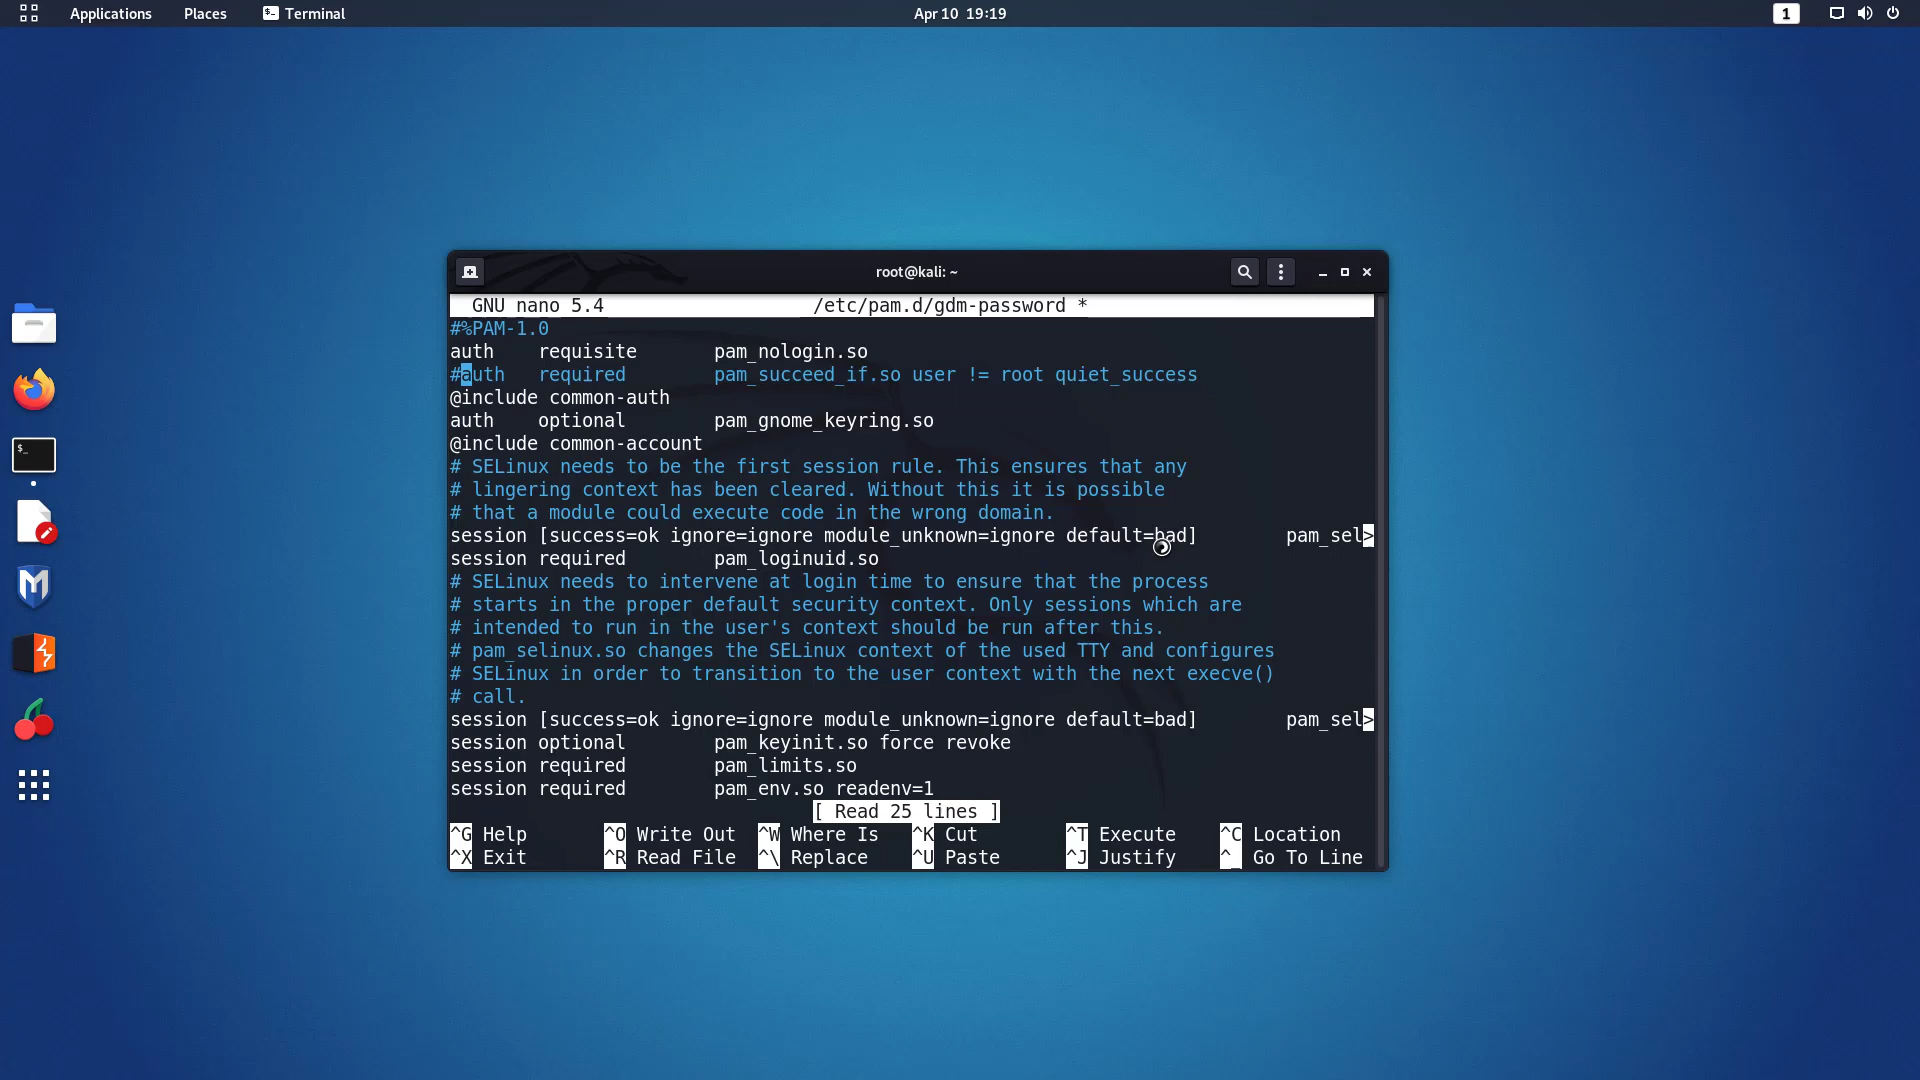 Applications Places Terminal Apr 10 19:19 1
root@kali: ~
GNU nano 5.4 /etc/pam.d/gdm-password *
#%PAM-1.0
auth requisite pam_nologin.so
#auth required pam_succeed_if.so user != root quiet_success
@include common-auth
auth optional pam_gnome_keyring.so
@include common-account
# SELinux needs to be the first session rule. This ensures that any
# lingering context has been cleared. Without this it is possible
# that a module could execute code in the wrong domain.
session [success=ok ignore=ignore module_unknown=ignore default=bad] pam_sel>
session required pam_loginuid.so
# SELinux needs to intervene at login time to ensure that the process
# starts in the proper default security context. Only sessions which are
# intended to run in the user's context should be run after this.
# pam_selinux.so changes the SELinux context of the used TTY and configures
# SELinux in order to transition to the user context with the next execve()
# call.
session [success=ok ignore=ignore module_unknown=ignore default=bad] pam_sel>
session optional pam_keyinit.so force revoke
session required pam_limits.so
session required pam_env.so readenv=1
[ Read 25 lines ]
^G Help ^O Write Out ^W Where Is ^K Cut ^T Execute ^C Location
^X Exit ^R Read File ^\ Replace ^U Paste ^J Justify ^_ Go To Line